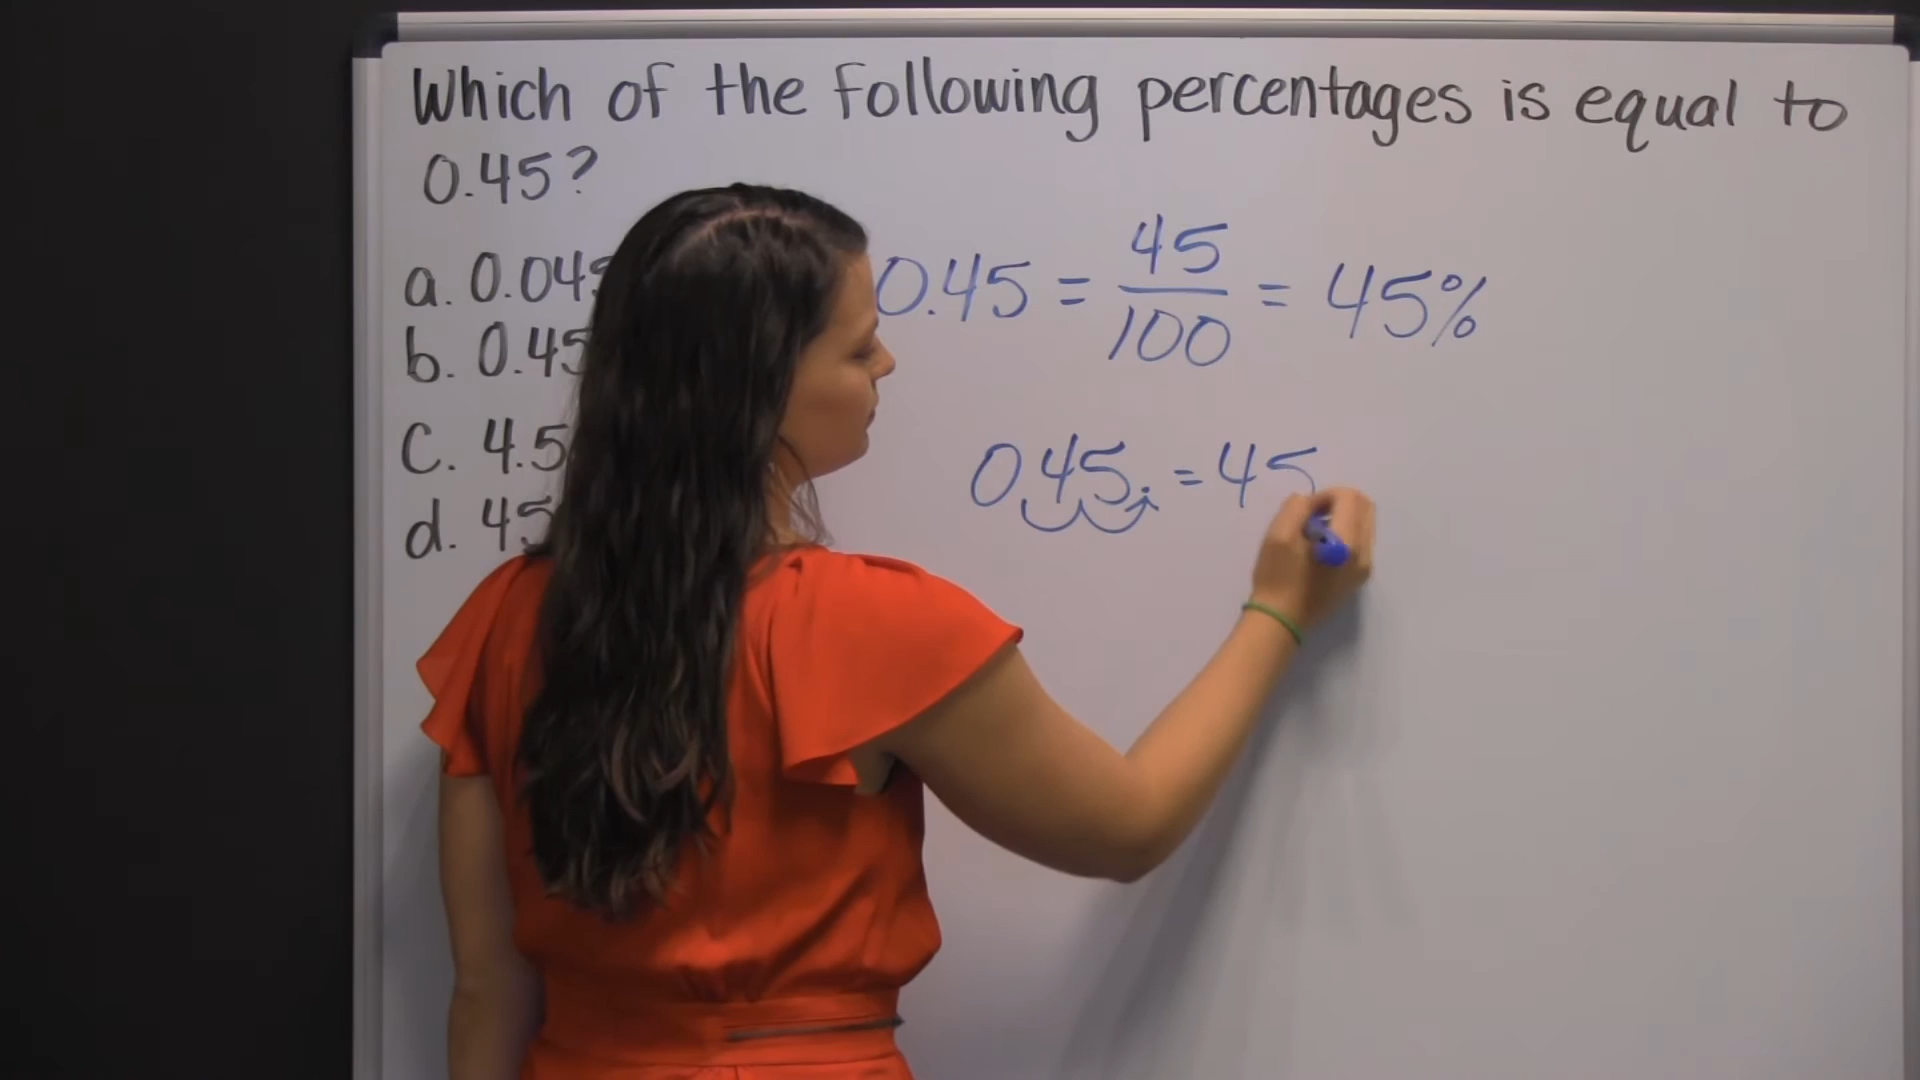 Which of the following percentages is equal to
0.45?
a. 0.045
b. 0.45
c. 4.5
d. 45
0.45 = 45/100 = 45%
0.45. = 45